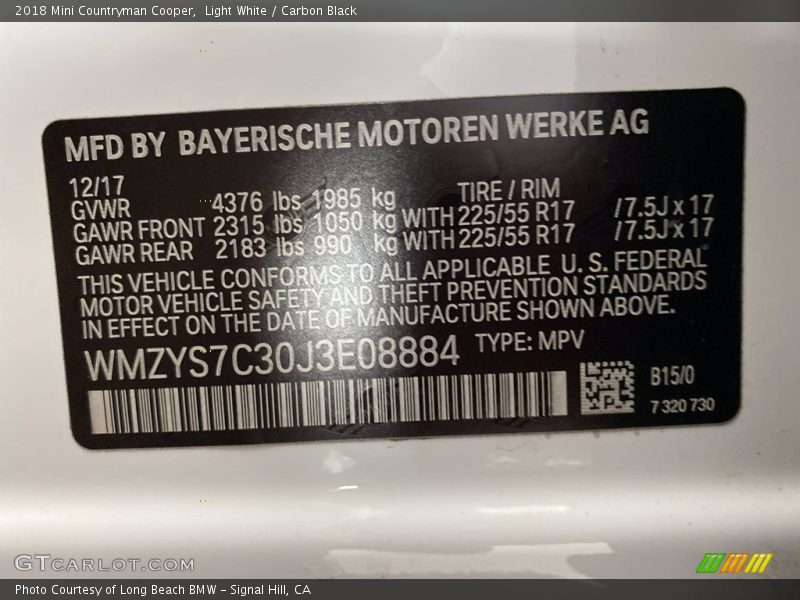 2018 Mini Countryman Cooper,  Light White / Carbon Black
MFD BY BAYERISCHE MOTOREN WERKE AG
12/17
GVWR 4376 lbs 1985 kg TIRE / RIM
GAWR FRONT 2315 lbs 1050 kg WITH 225/55 R17 /7.5J x 17
GAWR REAR 2183 lbs 990 kg WITH 225/55 R17 /7.5J x 17
THIS VEHICLE CONFORMS TO ALL APPLICABLE U. S. FEDERAL
MOTOR VEHICLE SAFETY AND THEFT PREVENTION STANDARDS
IN EFFECT ON THE DATE OF MANUFACTURE SHOWN ABOVE.
WMZYS7C30J3E08884 TYPE: MPV
B15/0
7 320 730
GTCARLOT.COM
Photo Courtesy of Long Beach BMW - Signal Hill, CA